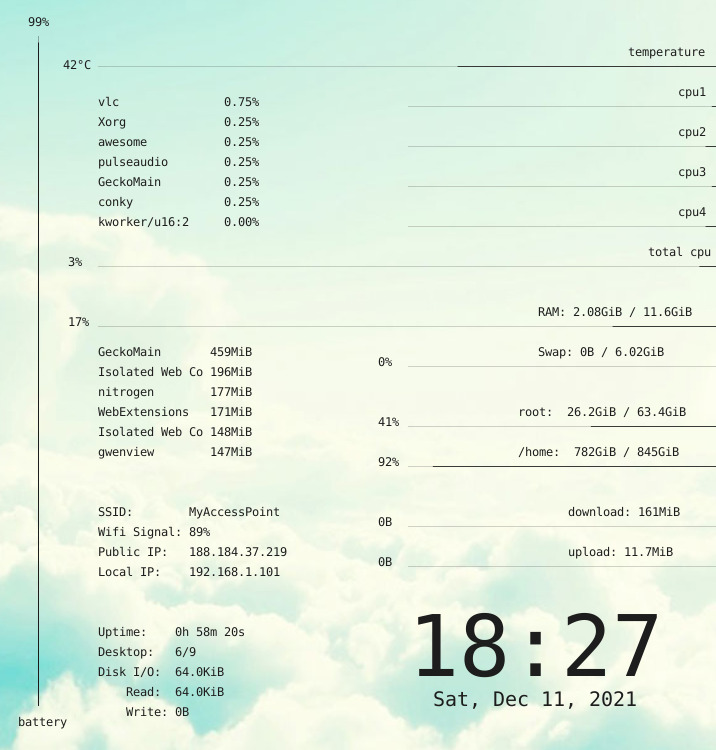 99%
temperature
42°C
cpu1
vlc 0.75%
Xorg 0.25%
cpu2
awesome 0.25%
pulseaudio 0.25%
cpu3
GeckoMain 0.25%
conky 0.25%
cpu4
kworker/u16:2 0.00%
total cpu
3%
RAM: 2.08GiB / 11.6GiB
17%
GeckoMain 459MiB
Swap: 0B / 6.02GiB
0%
Isolated Web Co 196MiB
nitrogen 177MiB
WebExtensions 171MiB
root: 26.2GiB / 63.4GiB
41%
Isolated Web Co 148MiB
gwenview 147MiB
/home: 782GiB / 845GiB
92%
SSID: MyAccessPoint
download: 161MiB
0B
Wifi Signal: 89%
Public IP: 188.184.37.219
upload: 11.7MiB
0B
Local IP: 192.168.1.101
Uptime: 0h 58m 20s
Desktop: 6/9
Disk I/O: 64.0KiB
Read: 64.0KiB
Write: 0B
18:27
Sat, Dec 11, 2021
battery